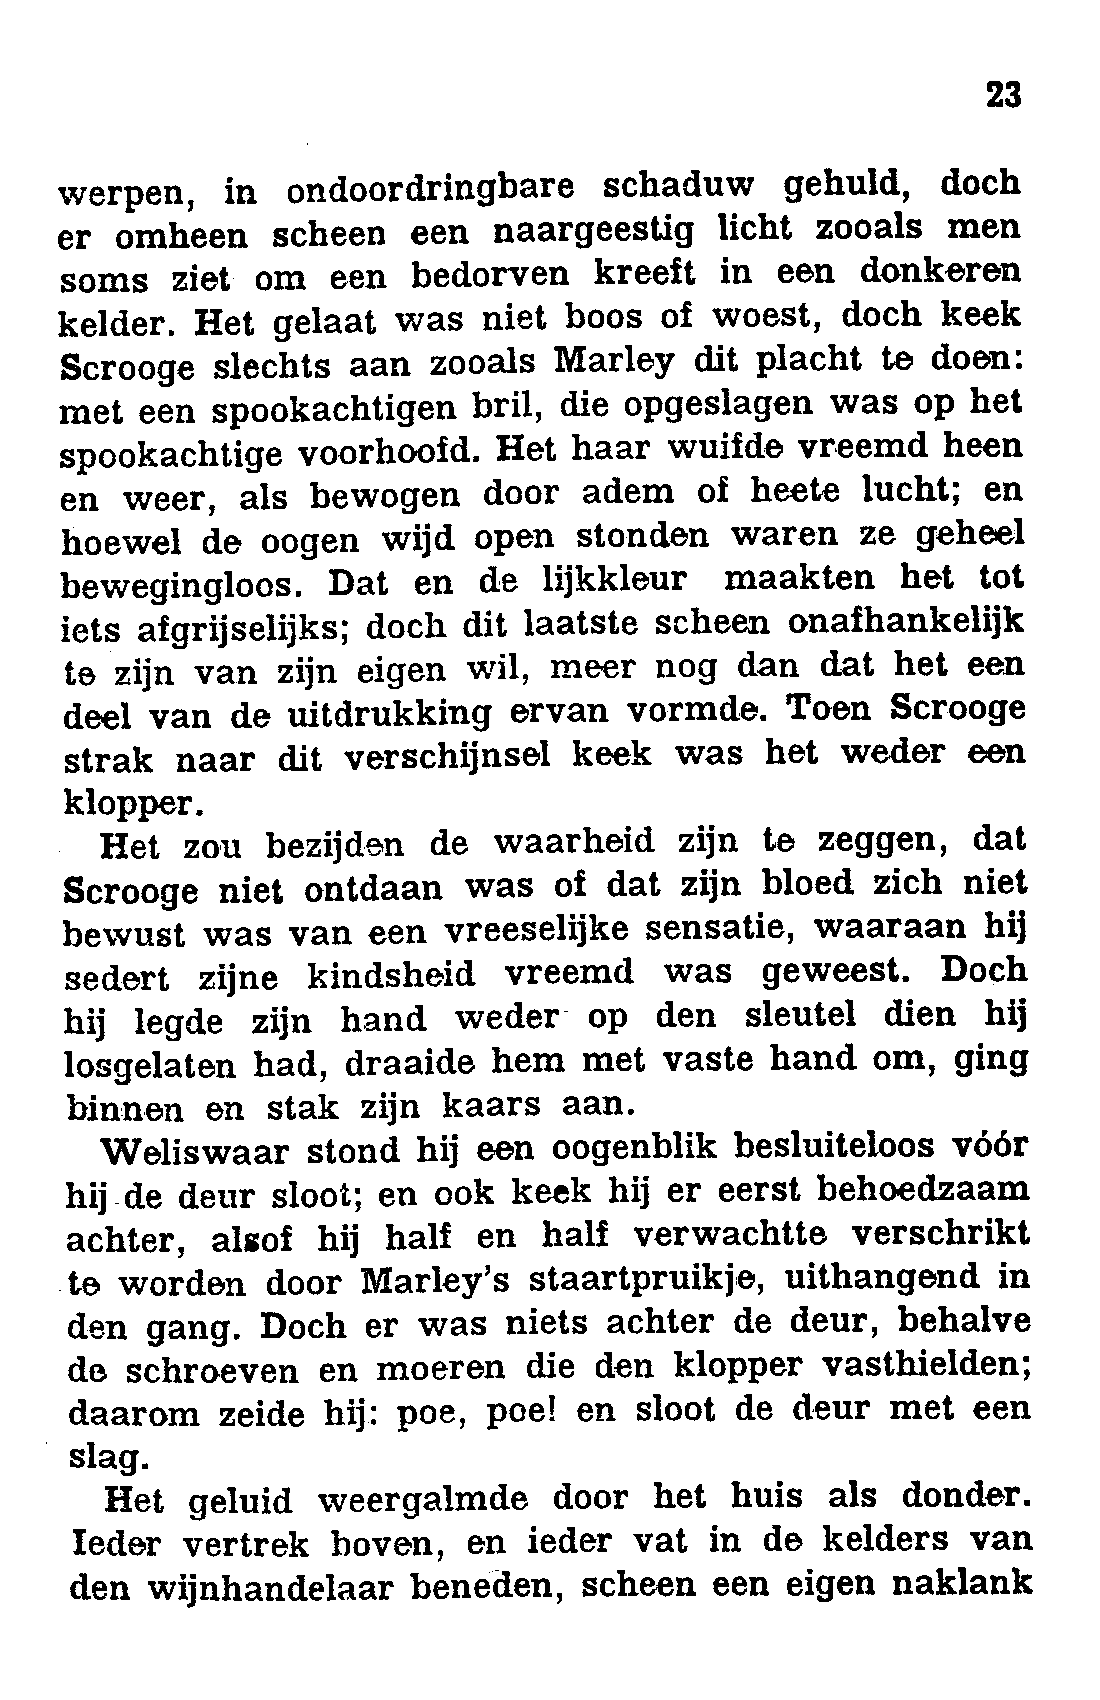 23
werpen, in ondoordringbare schaduw gehuld, doch
er omheen scheen een naargeestig licht zooals men
soms ziet om een bedorven kreeft in een donkeren
kelder. Het gelaat was niet boos of woest, doch keek
Scrooge slechts aan zooals Marley dit placht te doen:
met een spookachtigen bril, die opgeslagen was op het
spookachtige voorhoofd. Het haar wuifde vreemd heen
en weer, als bewogen door adem of heete lucht; en
hoewel de oogen wijd open stonden waren ze geheel
bewegingloos. Dat en de lijkkleur maakten het tot
iets afgrijselijks; doch dit laatste scheen onafhankelijk
te zijn van zijn eigen wil, meer nog dan dat het een
deel van de uitdrukking ervan vormde. Toen Scrooge
strak naar dit verschijnsel keek was het weder een
klopper.
Het zou bezijden de waarheid zijn te zeggen, dat
Scrooge niet ontdaan was of dat zijn bloed zich niet
bewust was van een vreeselijke sensatie, waaraan hij
sedert zijne kindsheid vreemd was geweest. Doch
hij legde zijn hand weder op den sleutel dien hij
losgelaten had, draaide hem met vaste hand om, ging
binnen en stak zijn kaars aan.
Weliswaar stond hij een oogenblik besluiteloos vóór
hij de deur sloot; en ook keek hij er eerst behoedzaam
achter, alsof hij half en half verwachtte verschrikt
te worden door Marley's staartpruikje, uithangend in
den gang. Doch er was niets achter de deur, behalve
de schroeven en moeren die den klopper vasthielden;
daarom zeide hij: poe, poe! en sloot de deur met een
slag.
Het geluid weergalmde door het huis als donder.
Ieder vertrek boven, en ieder vat in de kelders van
den wijnhandelaar beneden, scheen een eigen naklank